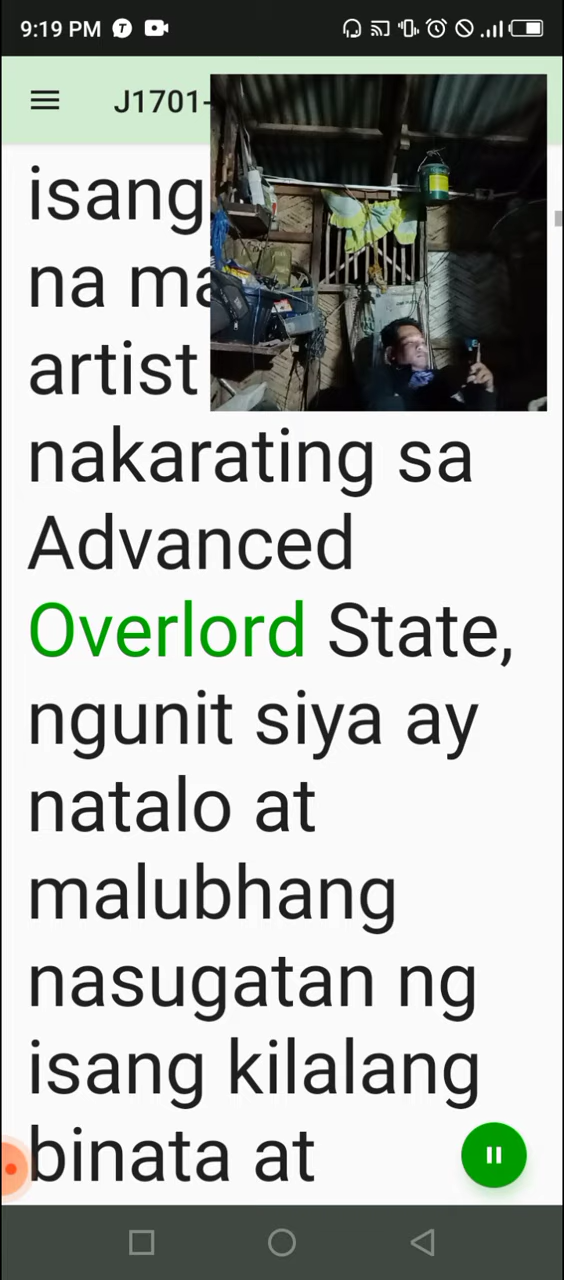 9:19 PM
J1701-
isang
na ma
artist
nakarating sa
Advanced
Overlord State,
ngunit siya ay
natalo at
malubhang
nasugatan ng
isang kilalang
binata at